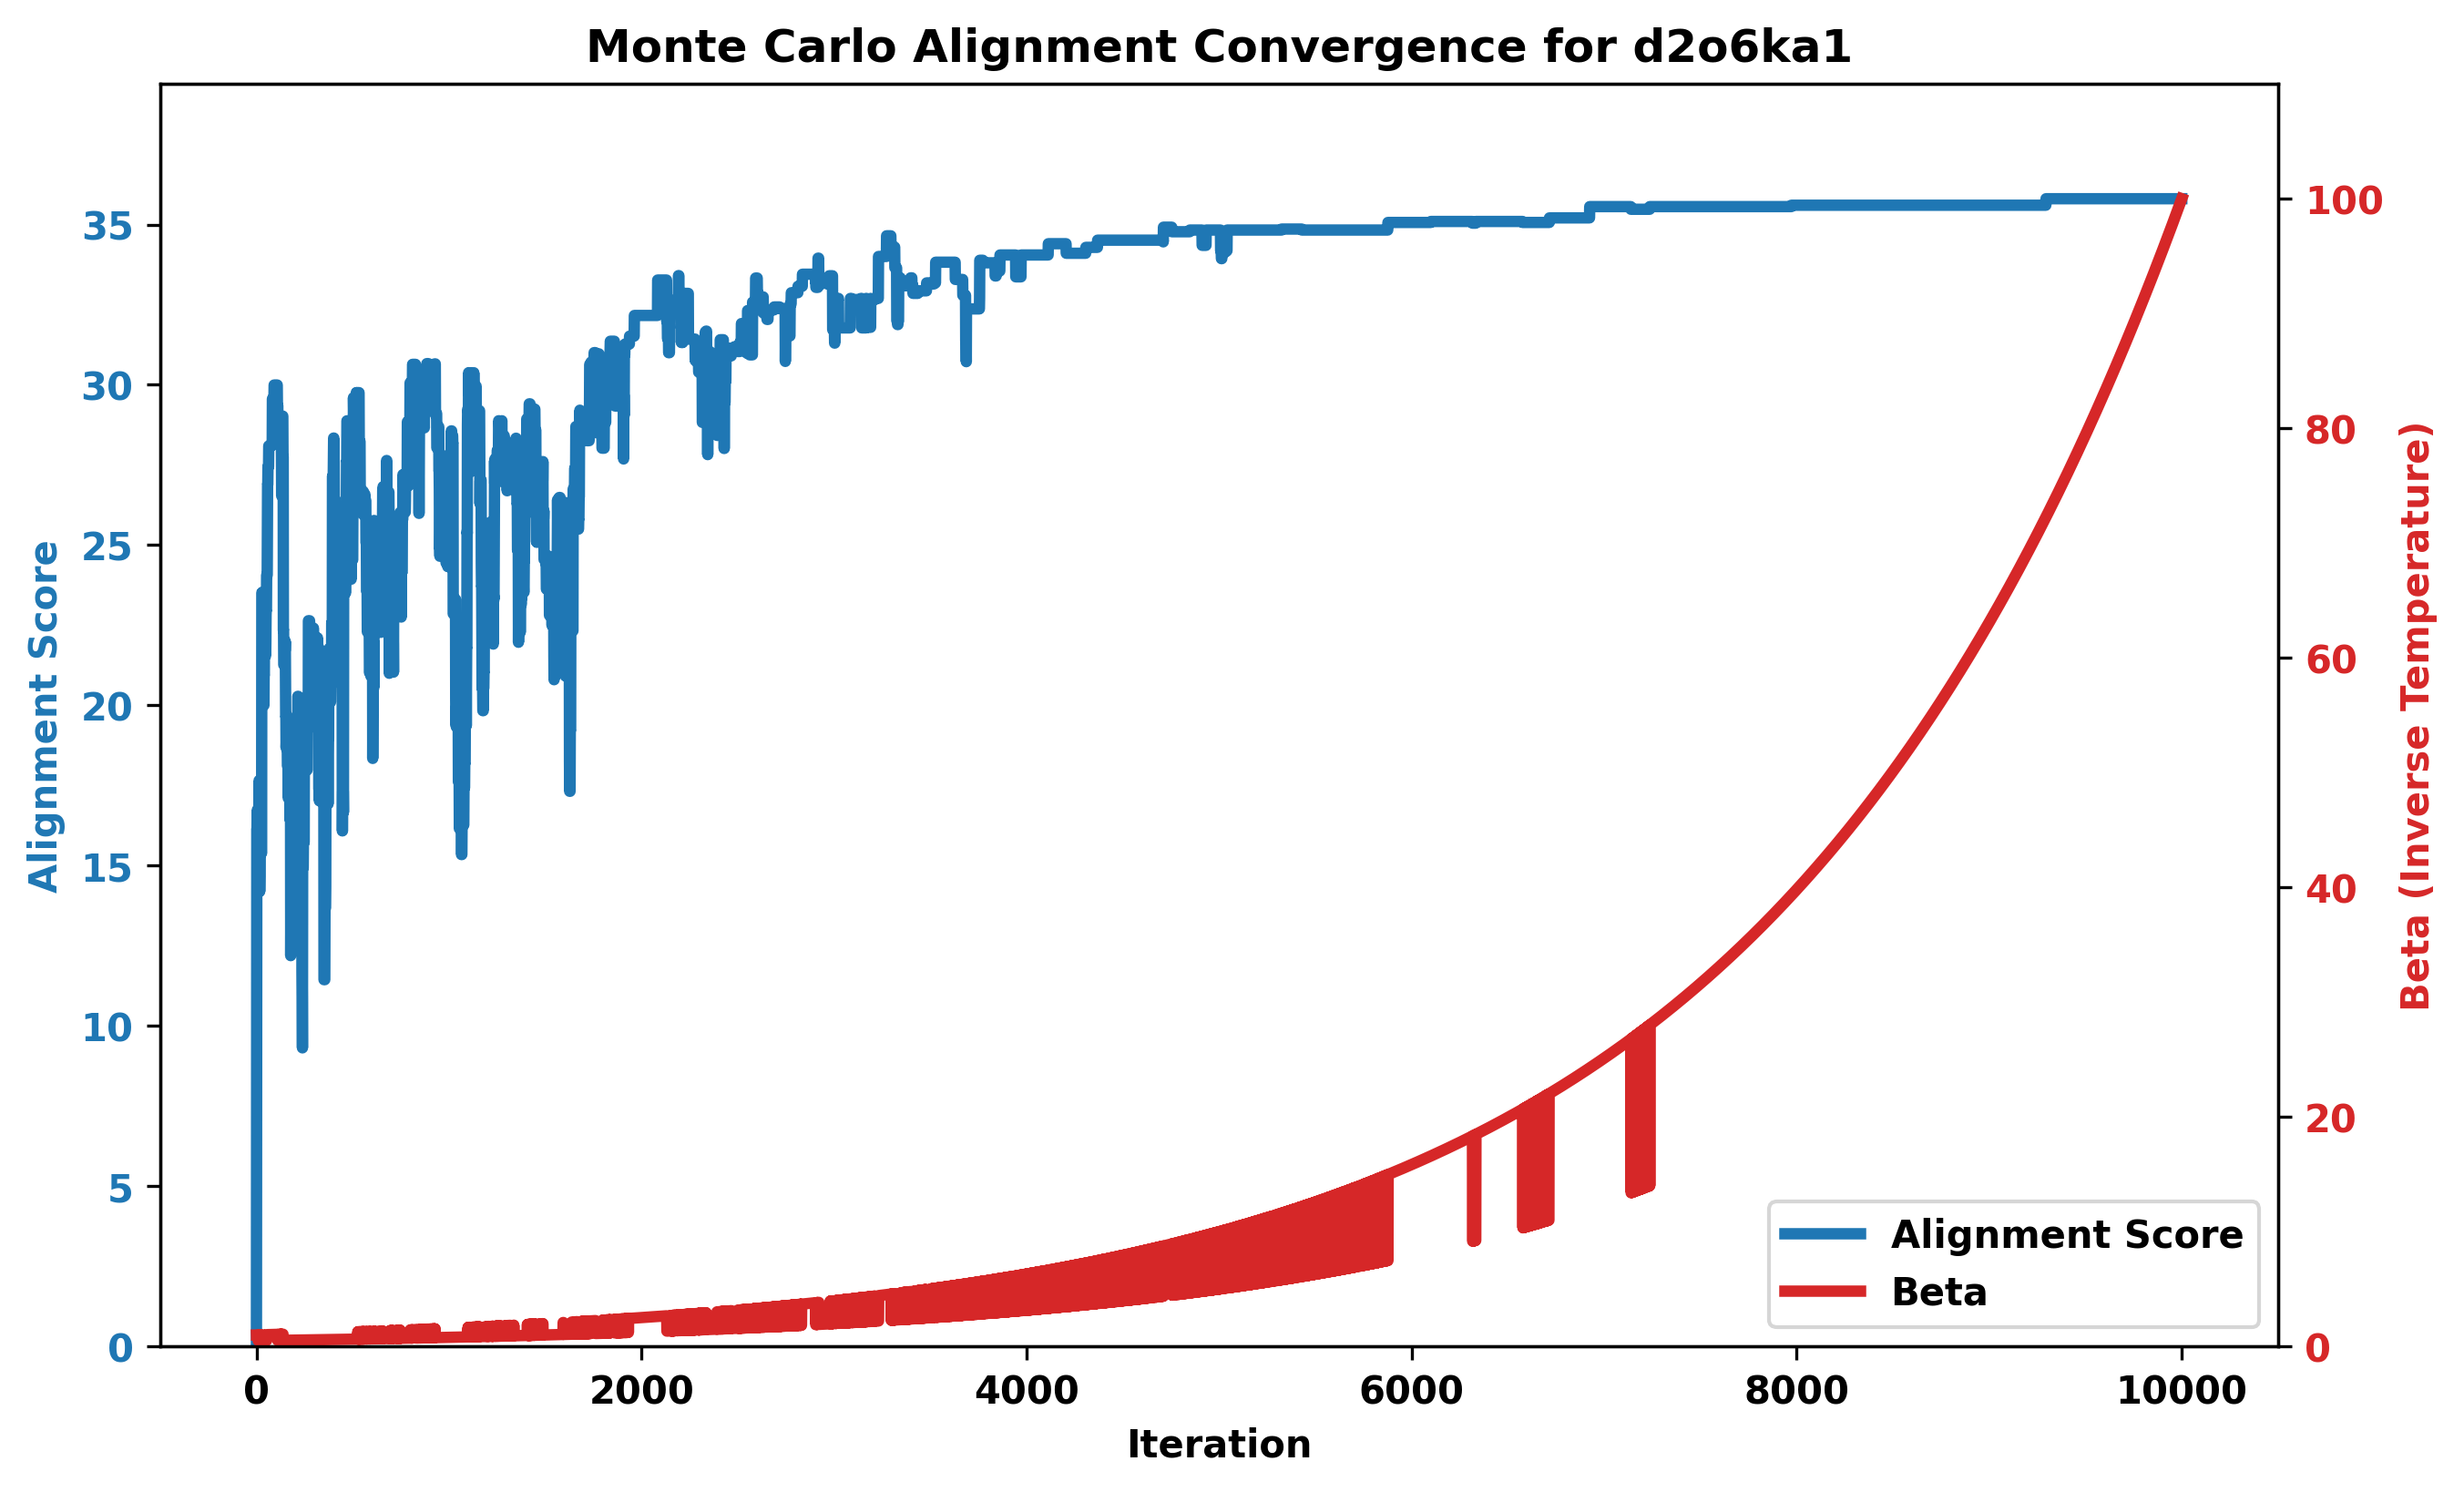 Monte Carlo Alignment Convergence for d2o6ka1
Alignment Score
35
30
25
20
15
10
5
0
100
80
60
40
20
0
Beta (Inverse Temperature)
Alignment Score
Beta
0 2000 4000 6000 8000 10000
Iteration